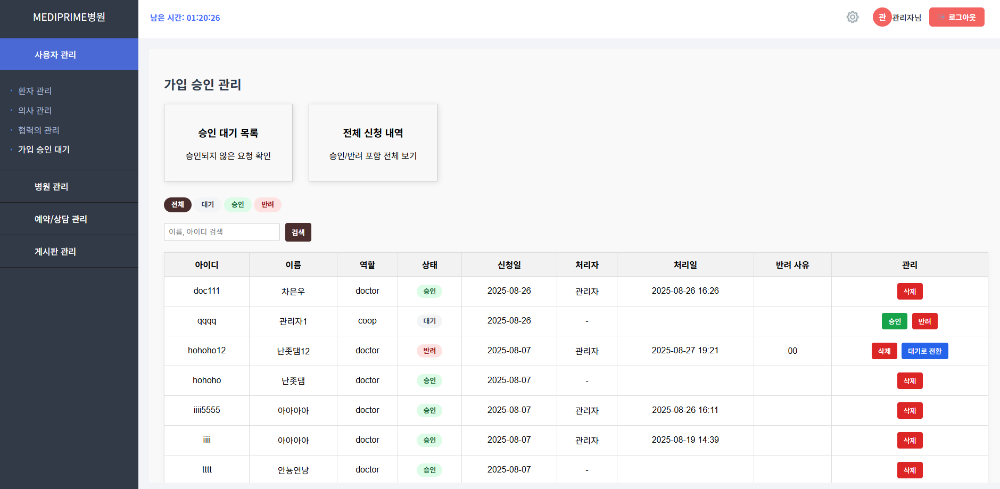 MEDIPRIME병원
사용자 관리
환자 관리
의사 관리
협력의 관리
가입 승인 대기
병원 관리
예약/상담 관리
게시판 관리
남은 시간: 01:20:26
관 관리자님 로그아웃
가입 승인 관리
승인 대기 목록
승인되지 않은 요청 확인
전체 신청 내역
승인/반려 포함 전체 보기
전체 대기 승인 반려
이름, 아이디 검색 검색
아이디 이름 역할 상태 신청일 처리자 처리일 반려 사유 관리
doc111 차은우 doctor 승인 2025-08-26 관리자 2025-08-26 16:26 삭제
qqqq 관리자1 coop 대기 2025-08-26 - 승인 반려
hohoho12 난죳댐12 doctor 반려 2025-08-07 관리자 2025-08-27 19:21 00 삭제 대기로 전환
hohoho 난죳댐 doctor 승인 2025-08-07 - 삭제
iiii5555 아아아아 doctor 승인 2025-08-07 관리자 2025-08-26 16:11 삭제
iiii 아아아아 doctor 승인 2025-08-07 관리자 2025-08-19 14:39 삭제
tttt 안뇽연낭 doctor 승인 2025-08-07 - 삭제